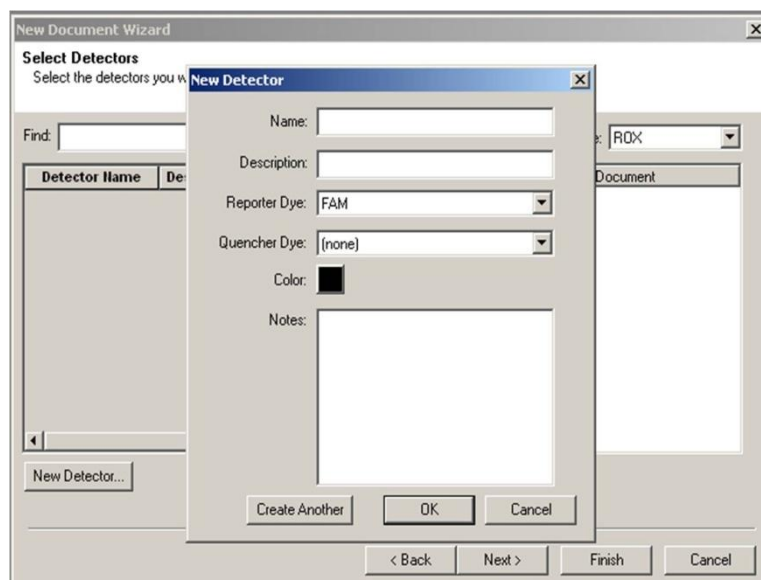 New Document Wizard
Select Detectors
Select the detectors you w
New Detector
Find:
Name:
e: ROX
Description:
Detector Name De
Document
Reporter Dye: FAM
Quencher Dye: (none)
Color:
Notes:
New Detector...
Create Another OK Cancel
< Back Next > Finish Cancel